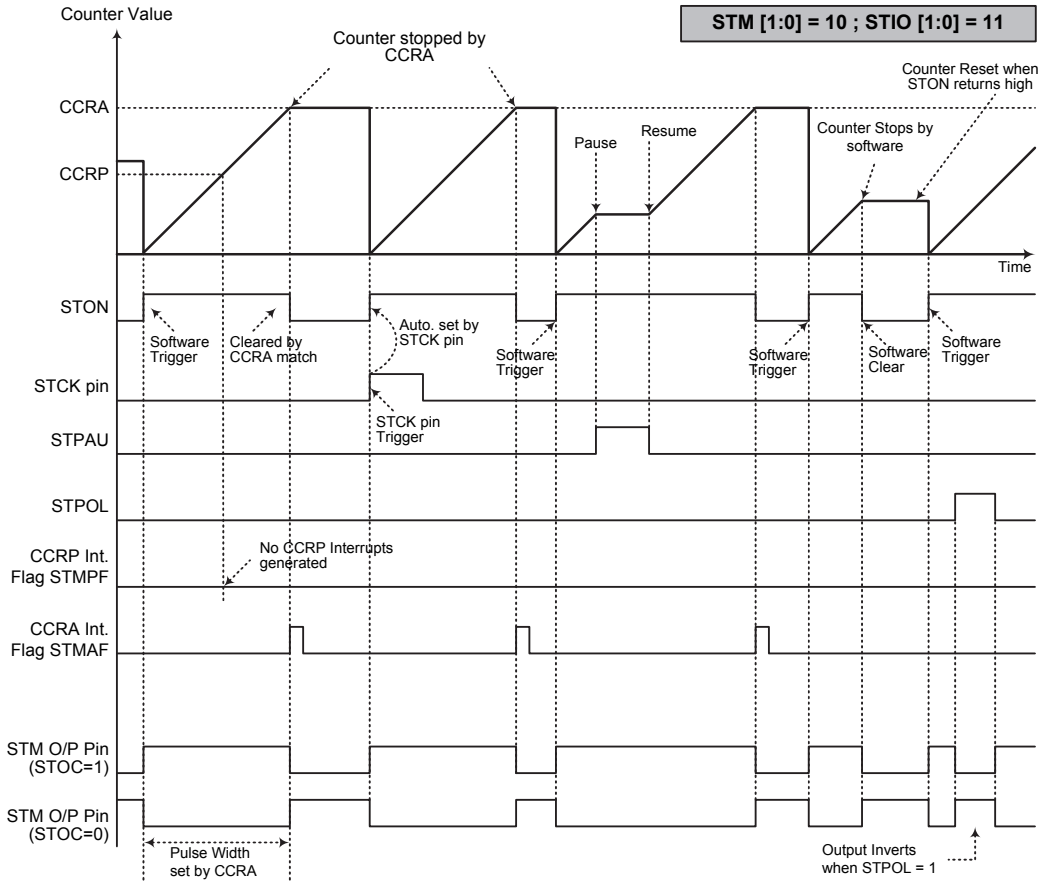 Counter Value
STM [1:0] = 10 ; STIO [1:0] = 11
Counter stopped by
CCRA
Counter Reset when
STON returns high
CCRA
Pause
Resume
Counter Stops by
software
CCRP
Time
STON
Software
Trigger
Cleared by
CCRA match
Auto. set by
STCK pin
Software
Trigger
Software
Trigger
Software
Clear
Software
Trigger
STCK pin
STCK pin
Trigger
STPAU
STPOL
CCRP Int.
Flag STMPF
No CCRP Interrupts
generated
CCRA Int.
Flag STMAF
STM O/P Pin
(STOC=1)
STM O/P Pin
(STOC=0)
Pulse Width
set by CCRA
Output Inverts
when STPOL = 1